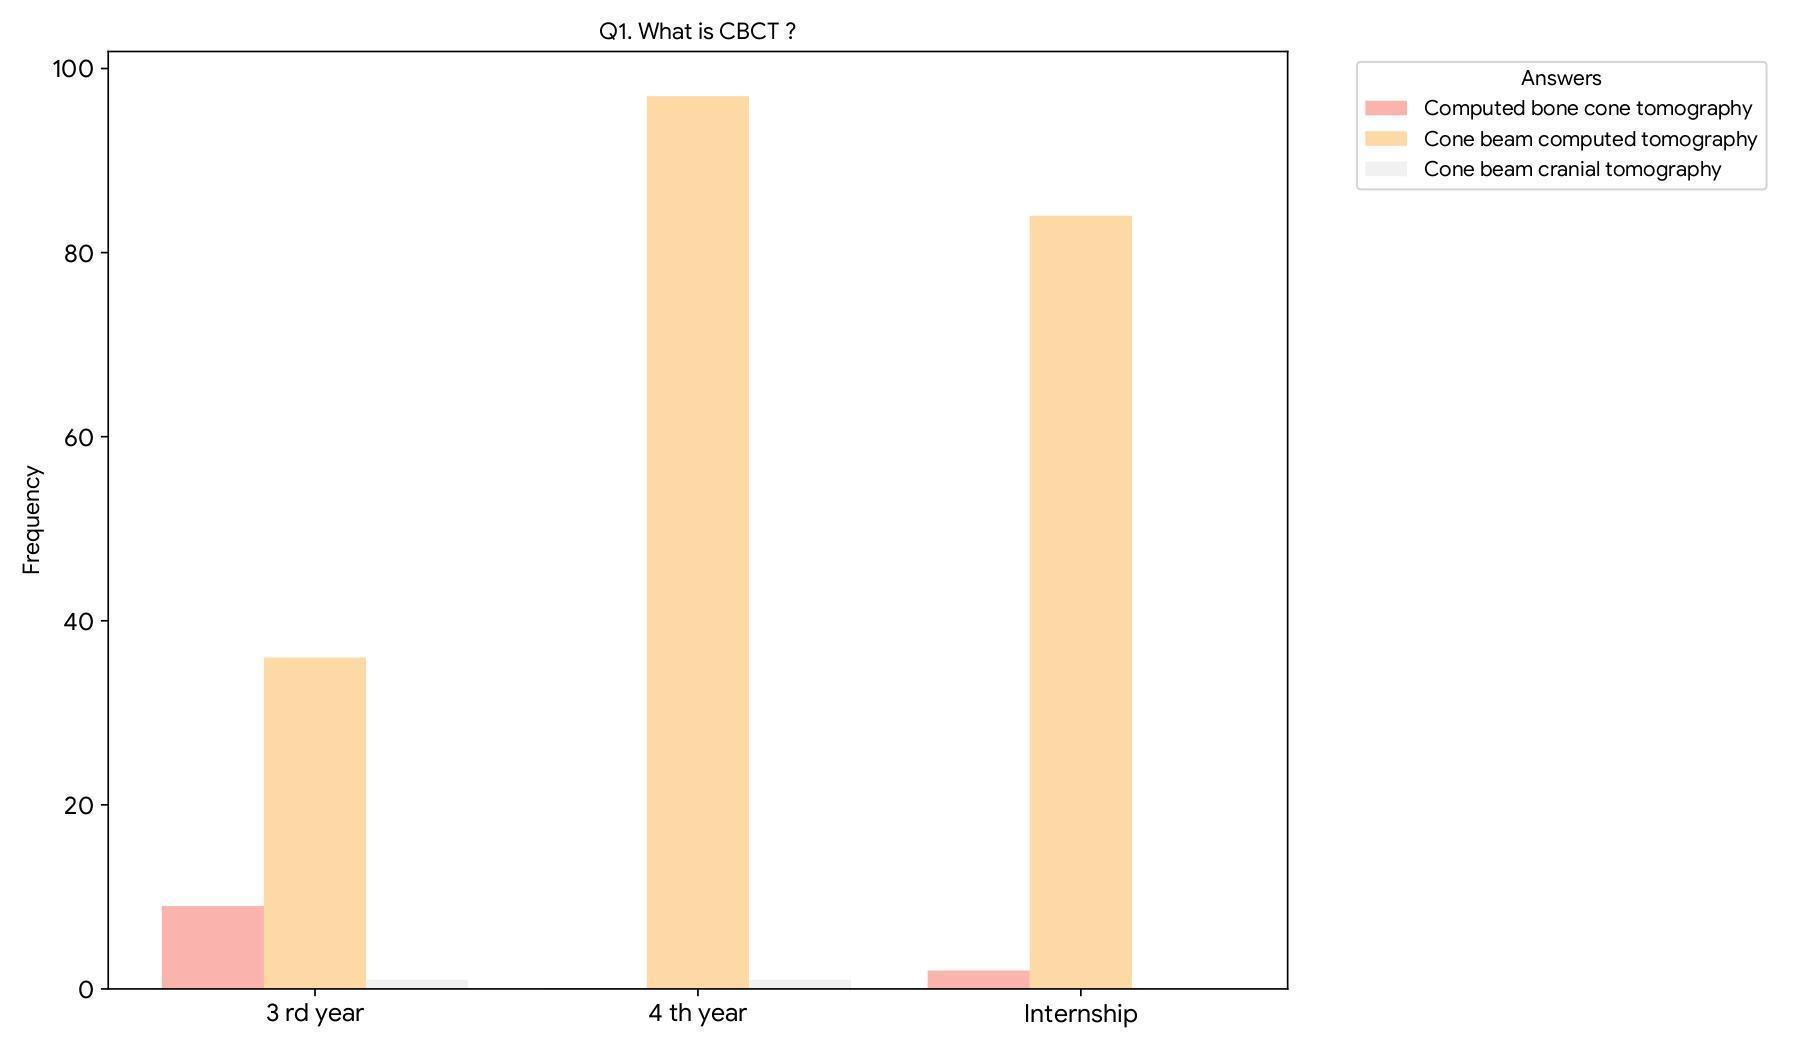 Q1. What is CBCT ?
Answers
Computed bone cone tomography
Cone beam computed tomography
Cone beam cranial tomography
Frequency
100
80
60
40
20
0
3 rd year
4 th year
Internship